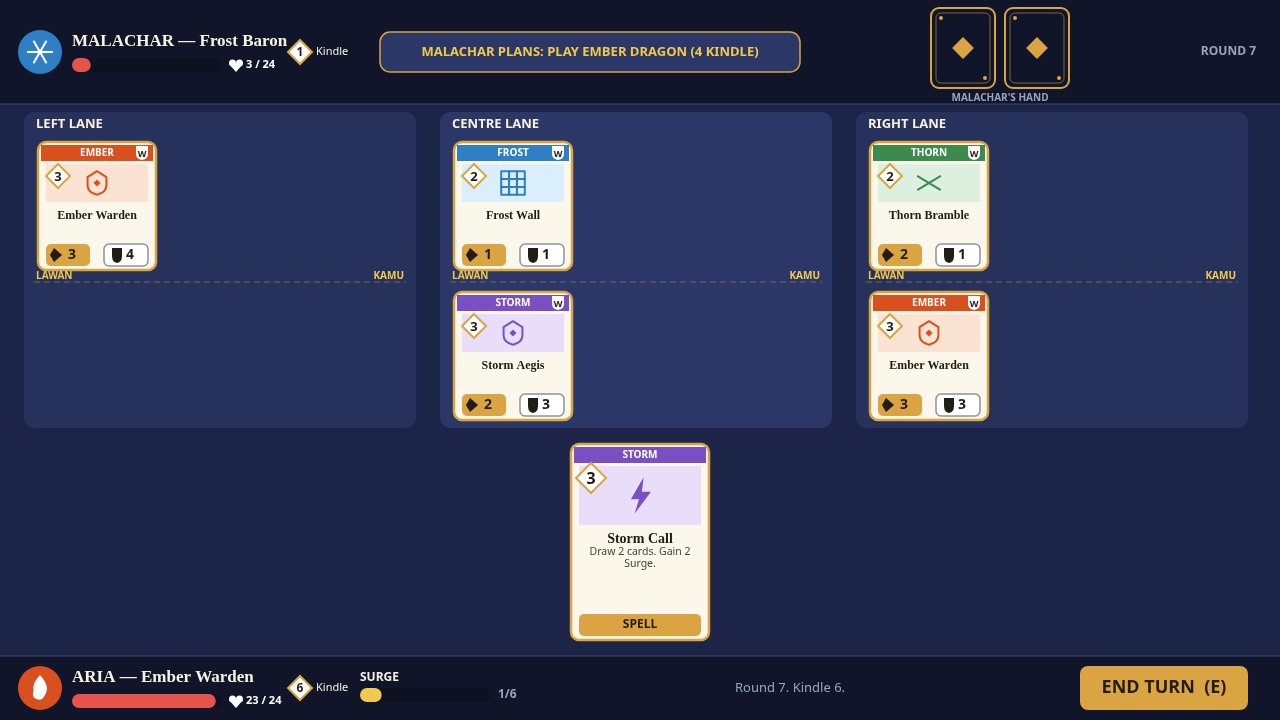 MALACHAR — Frost Baron
3 / 24
1
Kindle
MALACHAR PLANS: PLAY EMBER DRAGON (4 KINDLE)
MALACHAR'S HAND
ROUND 7
LEFT LANE
EMBER
W
3
Ember Warden
3
4
LAWAN
KAMU
CENTRE LANE
FROST
W
2
Frost Wall
1
1
LAWAN
KAMU
STORM
W
3
Storm Aegis
2
3
RIGHT LANE
THORN
W
2
Thorn Bramble
2
1
LAWAN
KAMU
EMBER
W
3
Ember Warden
3
3
STORM
3
Storm Call
Draw 2 cards. Gain 2
Surge.
SPELL
ARIA — Ember Warden
23 / 24
6
Kindle
SURGE
1/6
Round 7. Kindle 6.
END TURN (E)